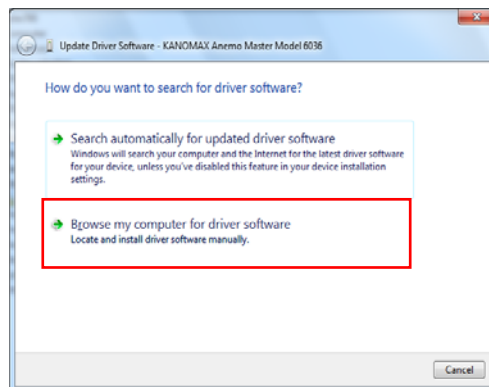 Update Driver Software - KANOMAX Anemo Master Model 6036
How do you want to search for driver software?
Search automatically for updated driver software
Windows will search your computer and the Internet for the latest driver software
for your device, unless you've disabled this feature in your device installation
settings.
Browse my computer for driver software
Locate and install driver software manually.
Cancel